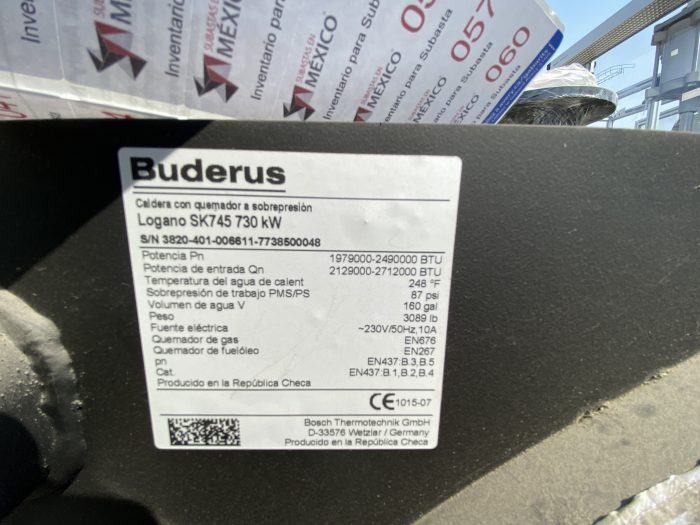 SUBASTAS EN
MÉXICO
Inventario para Subasta
057
060
Buderus
Caldera con quemador a sobrepresión
Logano SK745 730 kW
S/N 3820-401-006611-7738500048
Potencia Pn 1979000-2490000 BTU
Potencia de entrada Qn 2129000-2712000 BTU
Temperatura del agua de calent 248 °F
Sobrepresión de trabajo PMS/PS 87 psi
Volumen de agua V 160 gal
Peso 3089 lb
Fuente eléctrica ~230V/50Hz,10A
Quemador de gas EN676
Quemador de fuelóleo EN267
pn EN437:B.3,B.5
Cat. EN437:B.1,B.2,B.4
Producido en la República Checa
CE 1015-07
Bosch Thermotechnik GmbH
D-33576 Wetzlar / Germany
Producido en la República Checa